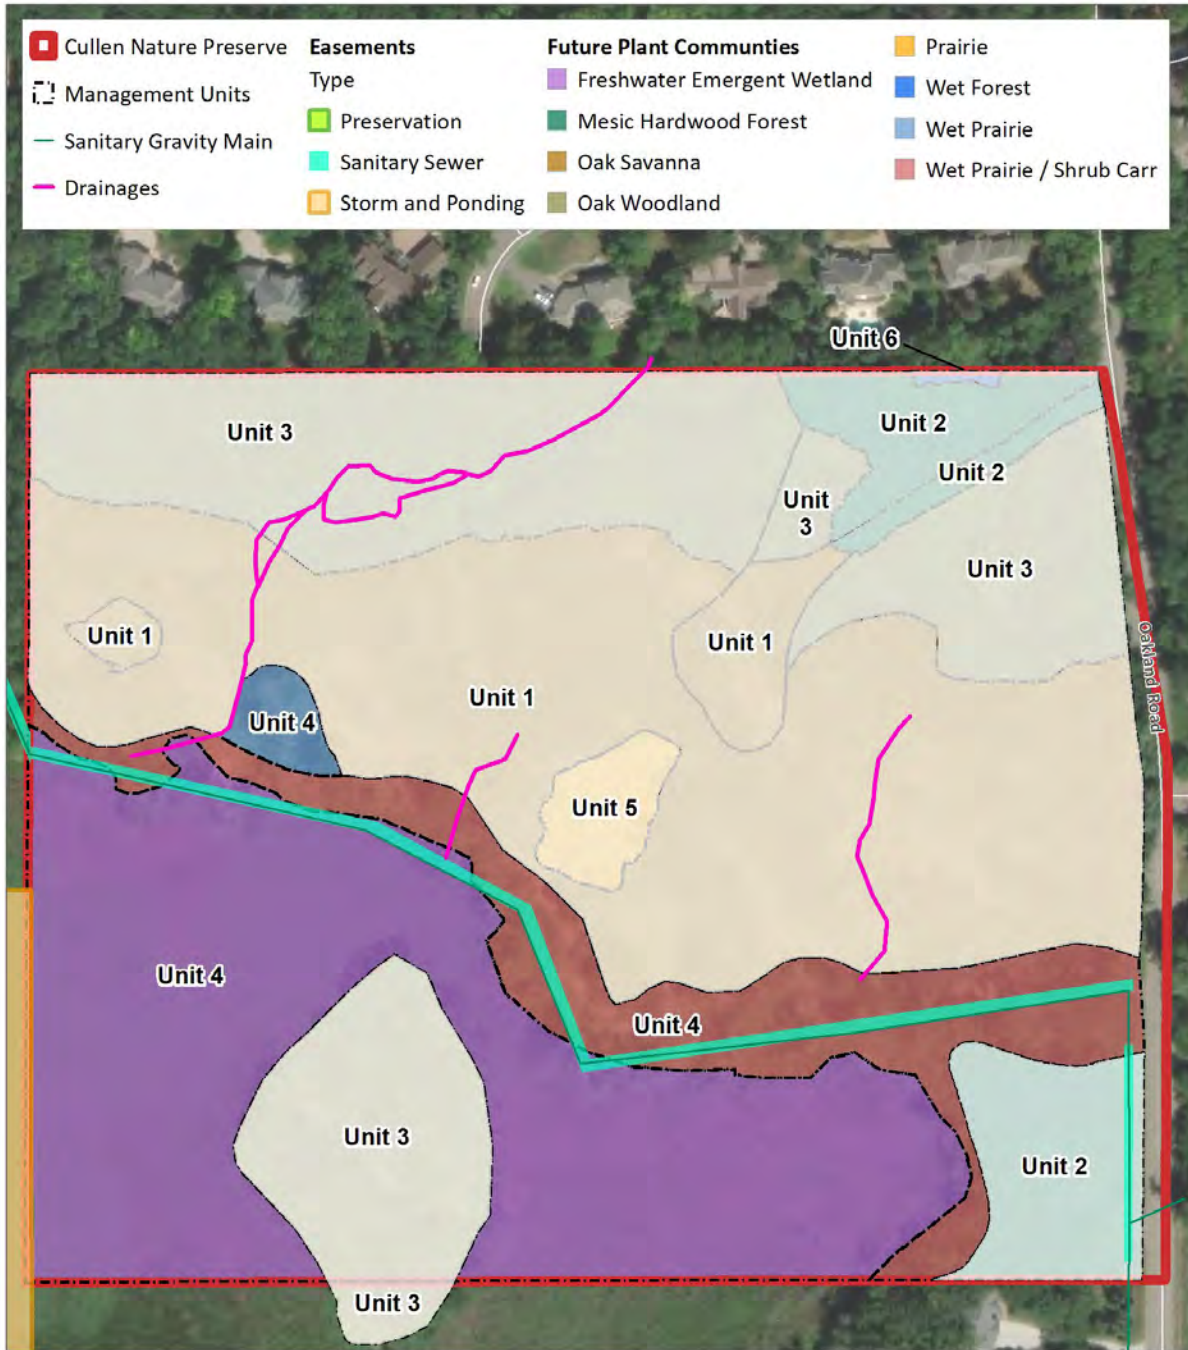 Cullen Nature Preserve
Management Units
Sanitary Gravity Main
Drainages
Easements
Type
Preservation
Sanitary Sewer
Storm and Ponding
Future Plant Communties
Freshwater Emergent Wetland
Mesic Hardwood Forest
Oak Savanna
Oak Woodland
Prairie
Wet Forest
Wet Prairie
Wet Prairie / Shrub Carr
Unit 6
Unit 3
Unit 2
Unit 2
Unit
3
Unit 3
Unit 1
Unit 1
Oakland Road
Unit 1
Unit 4
Unit 5
Unit 4
Unit 4
Unit 3
Unit 2
Unit 3